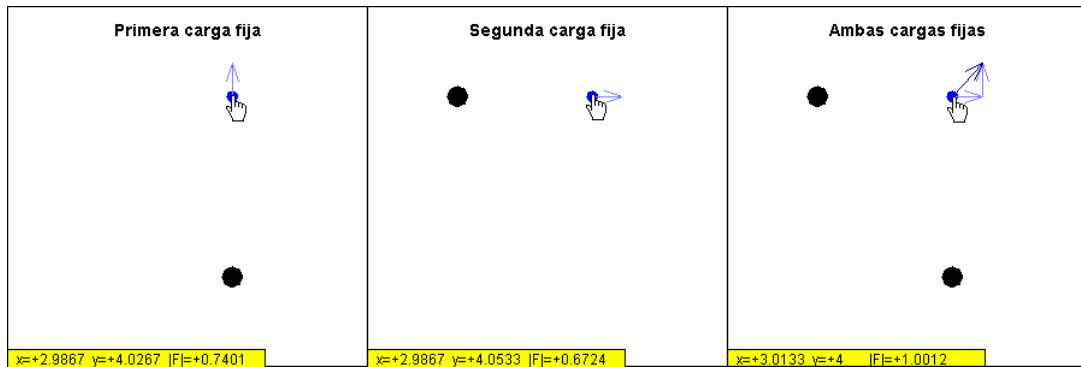 Primera carga fija
Segunda carga fija
Ambas cargas fijas
x=+2.9867 y=+4.0267 |F|=+0.7401
x=+2.9867 y=+4.0533 |F|=+0.6724
x=+3.0133 y=+4 |F|=+1.0012